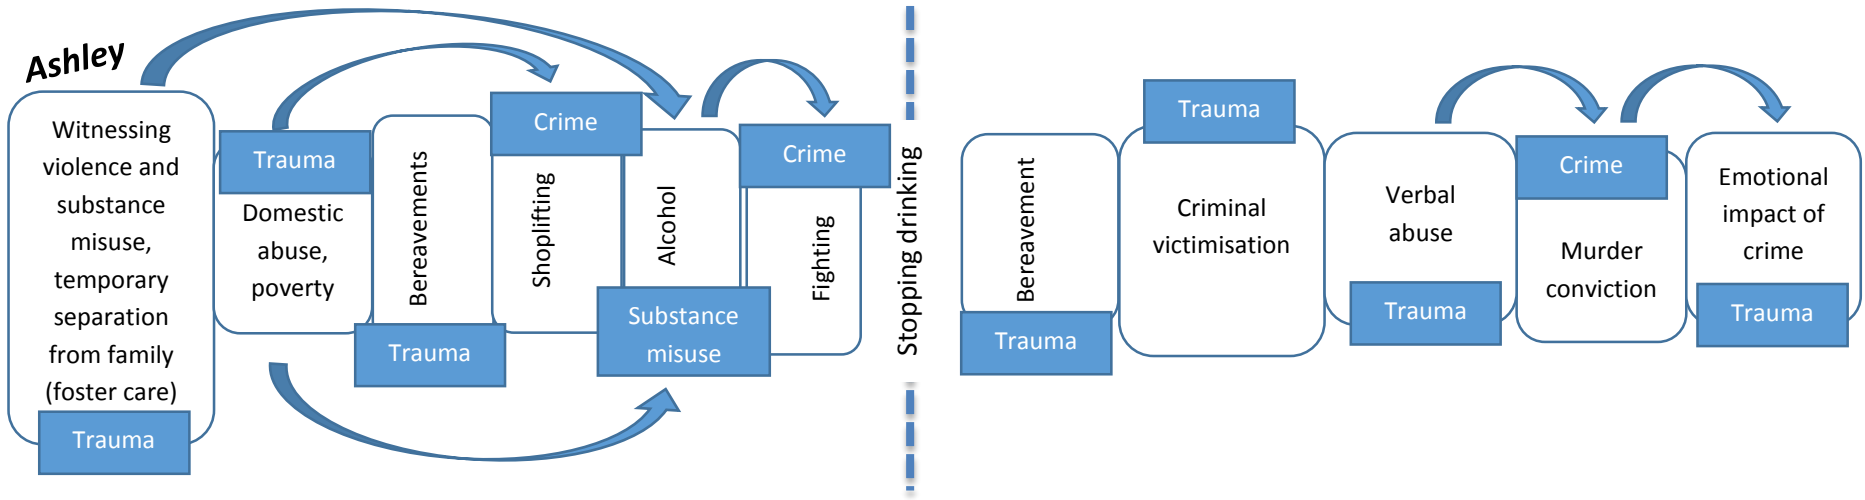 Ashley
Witnessing
violence and
substance
misuse,
temporary
separation
from family
(foster care)
Trauma
Trauma
Domestic
abuse,
poverty
Bereavements
Trauma
Crime
Shoplifting
Alcohol
Substance
misuse
Crime
Fighting
Stopping drinking
Bereavement
Trauma
Trauma
Criminal
victimisation
Verbal
abuse
Trauma
Crime
Murder
conviction
Emotional
impact of
crime
Trauma